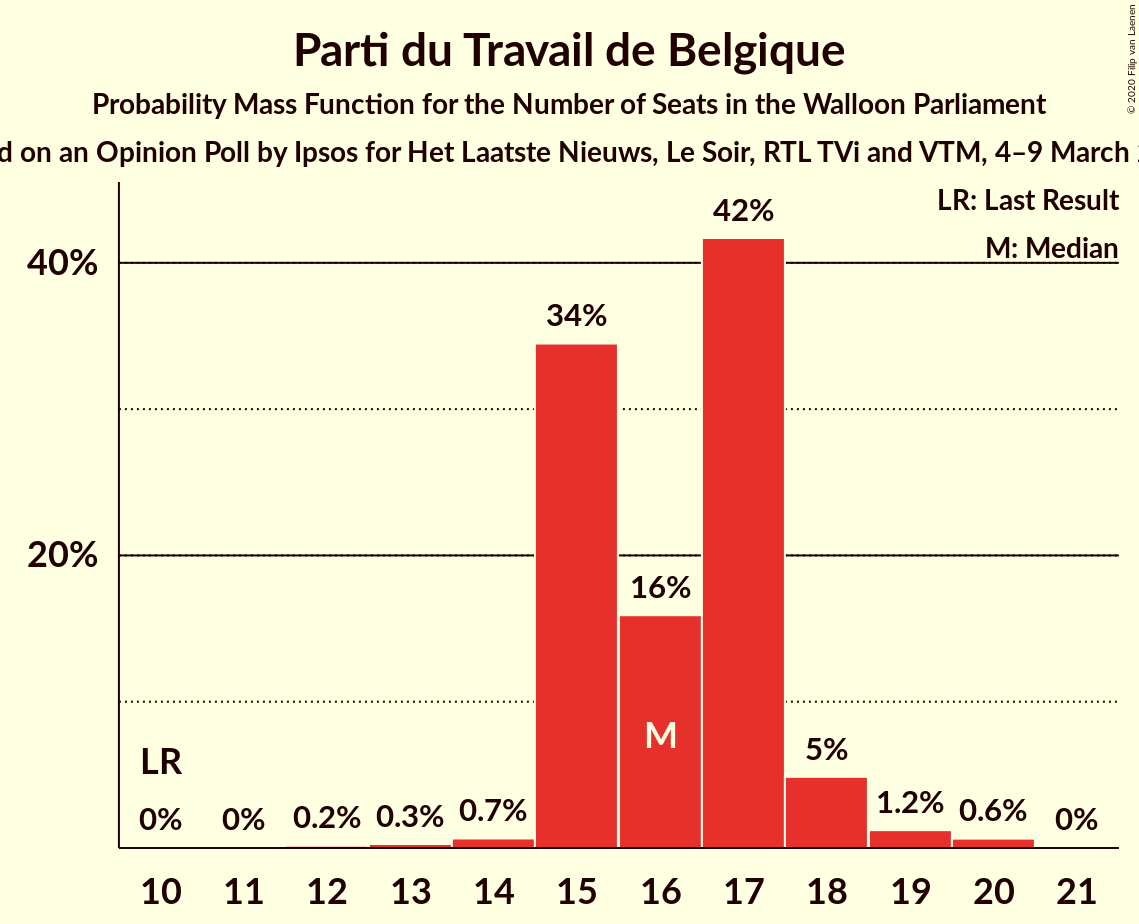 Parti du Travail de Belgique
Probability Mass Function for the Number of Seats in the Walloon Parliament
on an Opinion Poll by Ipsos for Het Laatste Nieuws, Le Soir, RTL TVi and VTM, 4–9 March
© 2020 Filip van Laenen
LR: Last Result
M: Median
42%
40%
34%
20%
16%
M
LR
5%
0% 0% 0.2% 0.3% 0.7% 1.2% 0.6% 0%
10 11 12 13 14 15 16 17 18 19 20 21